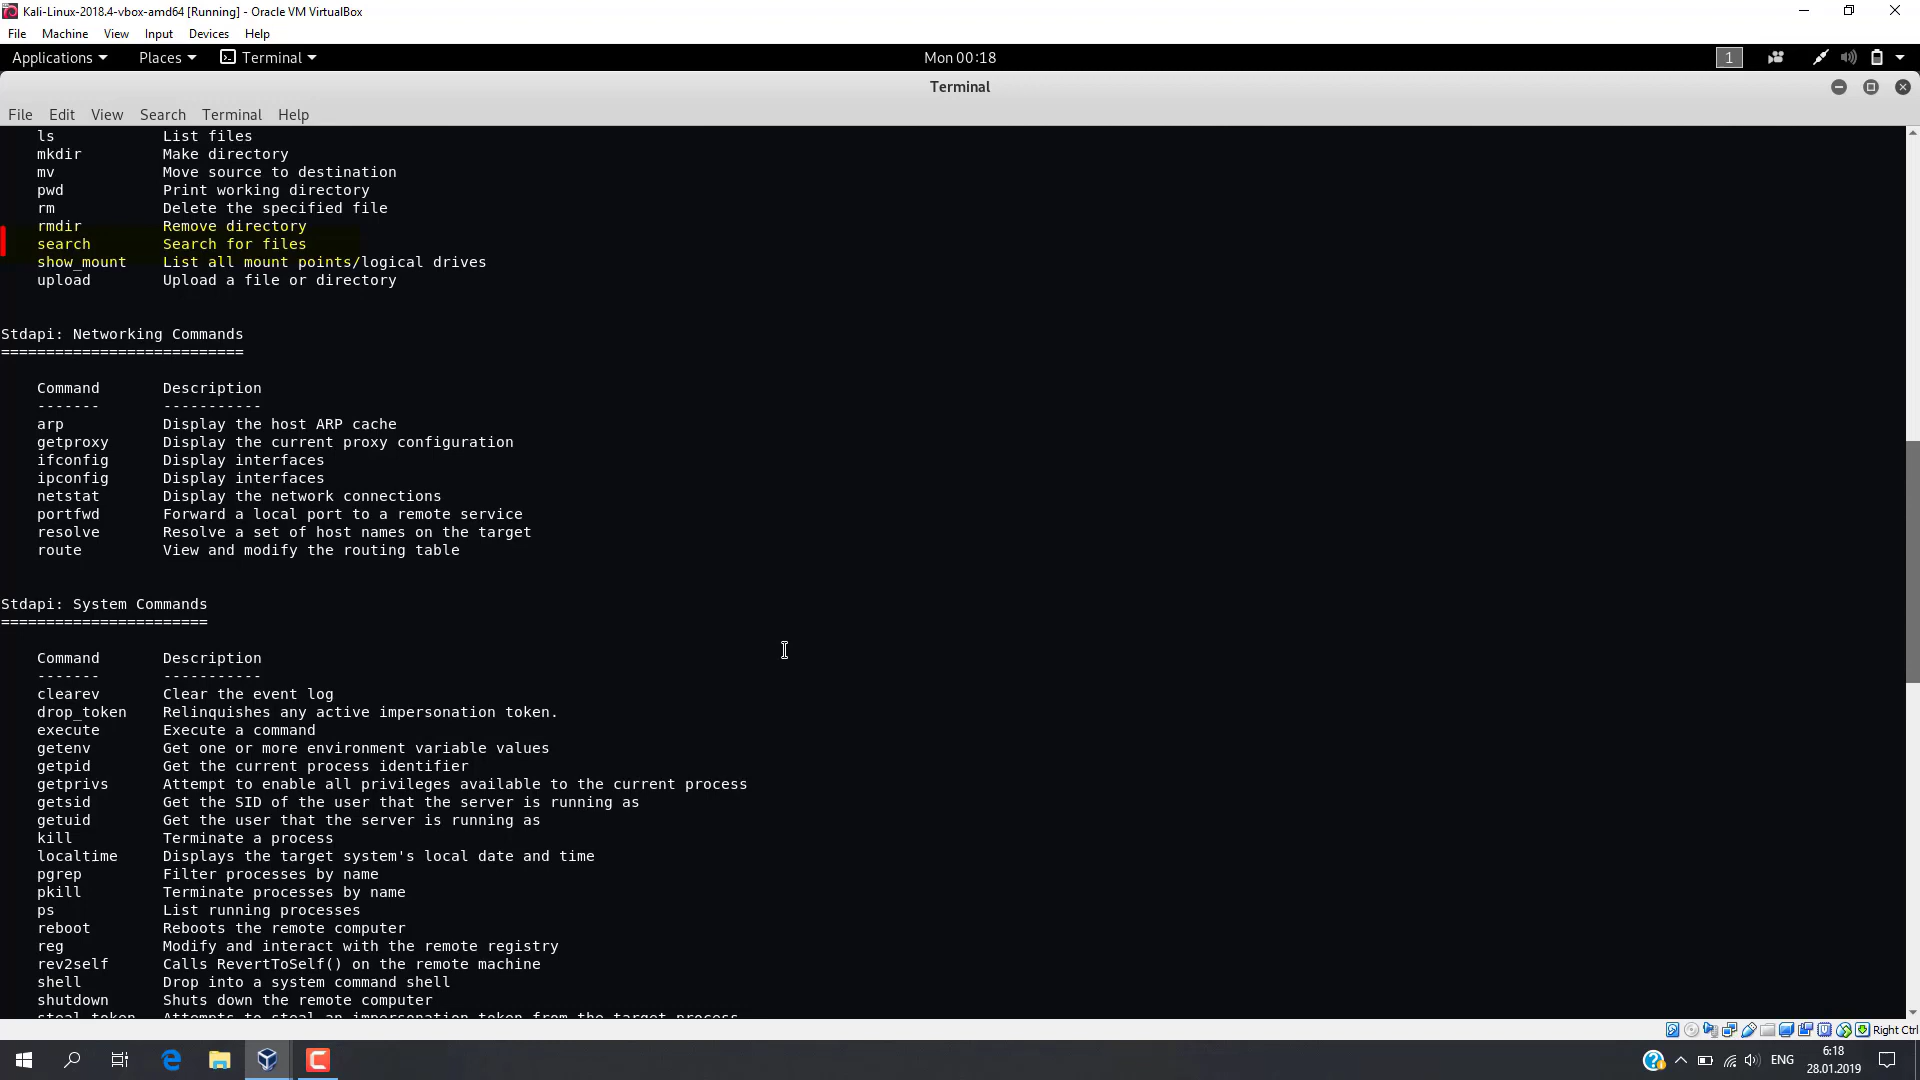 Kali-Linux-2018.4-vbox-amd64 [Running] - Oracle VM VirtualBox
File Machine View Input Devices Help
Applications Places Terminal Mon 00:18 1
Terminal
File Edit View Search Terminal Help
ls List files
mkdir Make directory
mv Move source to destination
pwd Print working directory
rm Delete the specified file
rmdir Remove directory
search Search for files
show_mount List all mount points/logical drives
upload Upload a file or directory
Stdapi: Networking Commands
===========================
Command Description
------- -----------
arp Display the host ARP cache
getproxy Display the current proxy configuration
ifconfig Display interfaces
ipconfig Display interfaces
netstat Display the network connections
portfwd Forward a local port to a remote service
resolve Resolve a set of host names on the target
route View and modify the routing table
Stdapi: System Commands
=======================
Command Description
------- -----------
clearev Clear the event log
drop_token Relinquishes any active impersonation token.
execute Execute a command
getenv Get one or more environment variable values
getpid Get the current process identifier
getprivs Attempt to enable all privileges available to the current process
getsid Get the SID of the user that the server is running as
getuid Get the user that the server is running as
kill Terminate a process
localtime Displays the target system's local date and time
pgrep Filter processes by name
pkill Terminate processes by name
ps List running processes
reboot Reboots the remote computer
reg Modify and interact with the remote registry
rev2self Calls RevertToSelf() on the remote machine
shell Drop into a system command shell
shutdown Shuts down the remote computer
steal_token Attempts to steal an impersonation token from the target process
Right Ctrl
ENG 6:18
28.01.2019